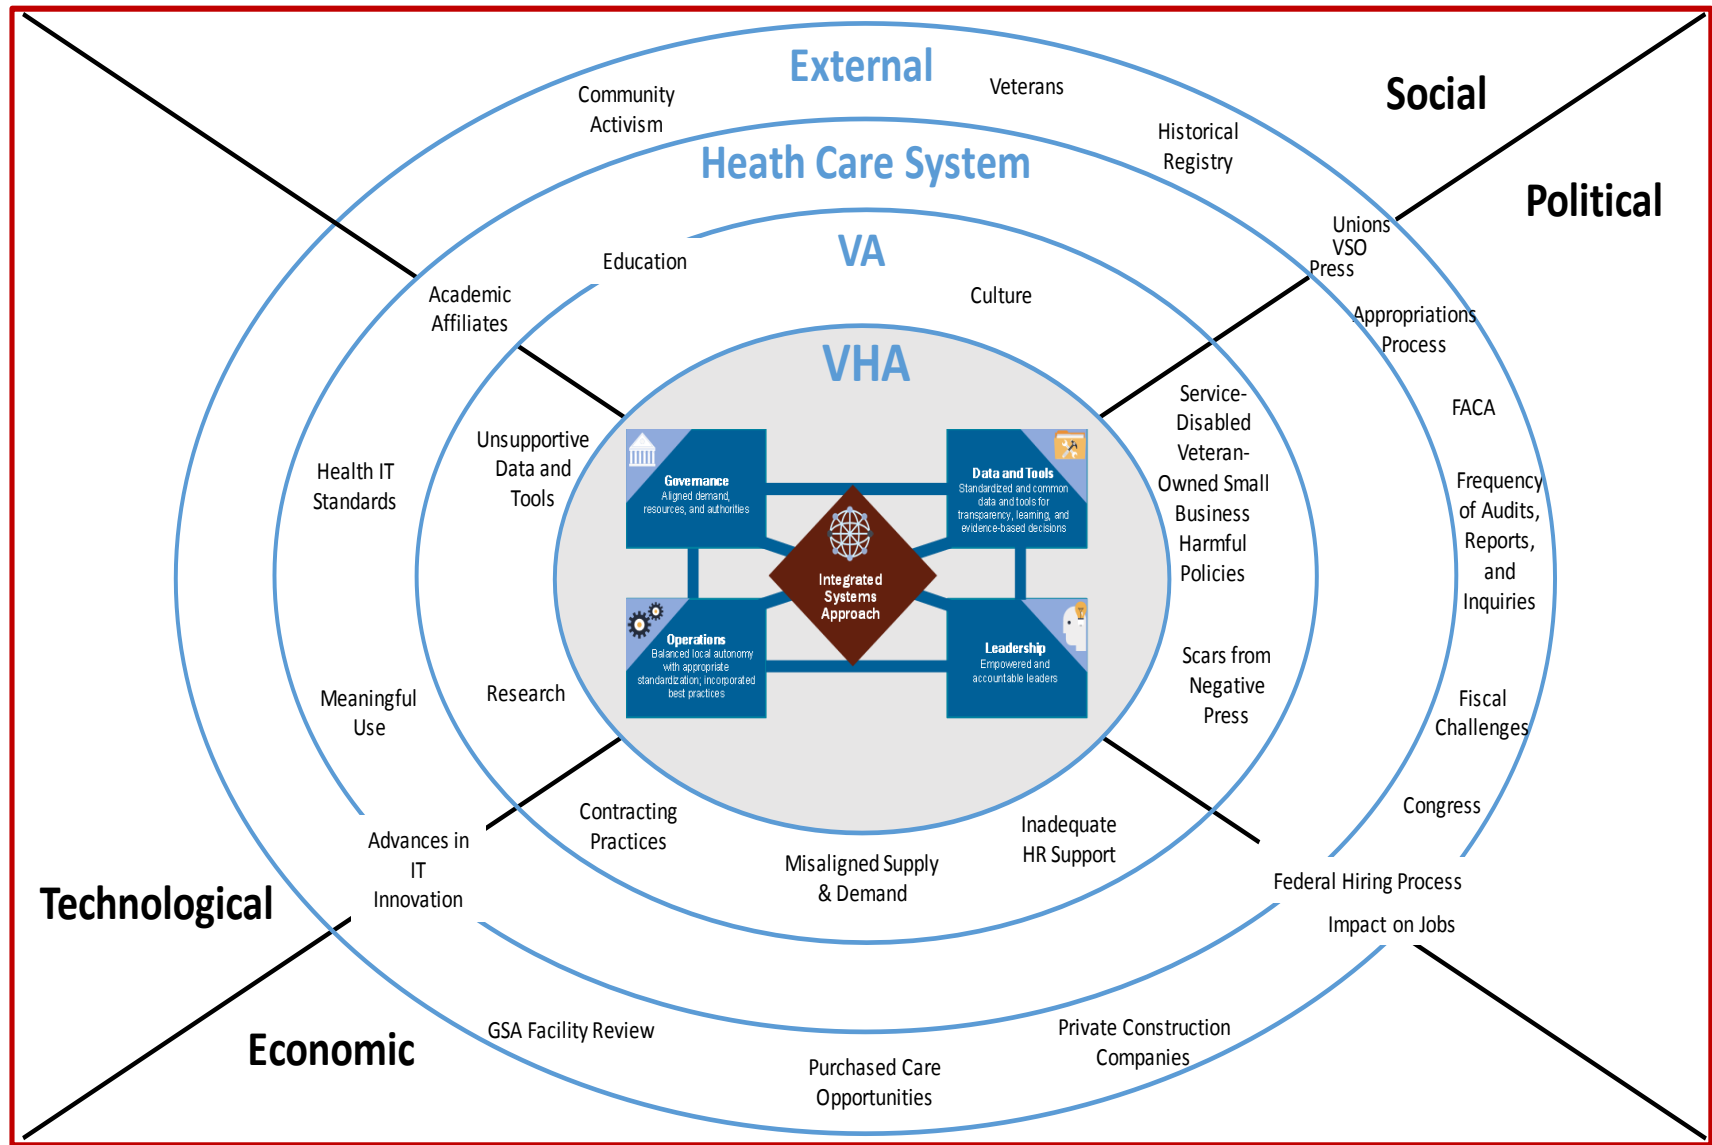 External
Social
Community
Activism
Veterans
Historical
Registry
Heath Care System
Political
Unions
VSO
Press
VA
Education
Culture
Academic
Affiliates
Appropriations
Process
VHA
Service-
Disabled
Veteran-
Owned Small
Business
Harmful
Policies
FACA
Unsupportive
Data and
Tools
Health IT
Standards
Governance
Aligned demand,
resources, and authorities
Data and Tools
Standardized and common
data and tools for
transparency, learning, and
evidence-based decisions
Frequency
of Audits,
Reports,
and
Inquiries
Integrated
Systems
Approach
Operations
Balanced local autonomy
with appropriate
standardization; incorporated
best practices
Leadership
Empowered and
accountable leaders
Scars from
Negative
Press
Research
Meaningful
Use
Fiscal
Challenges
Congress
Contracting
Practices
Inadequate
HR Support
Misaligned Supply
& Demand
Advances in
IT
Innovation
Federal Hiring Process
Impact on Jobs
Technological
Economic
GSA Facility Review
Private Construction
Companies
Purchased Care
Opportunities